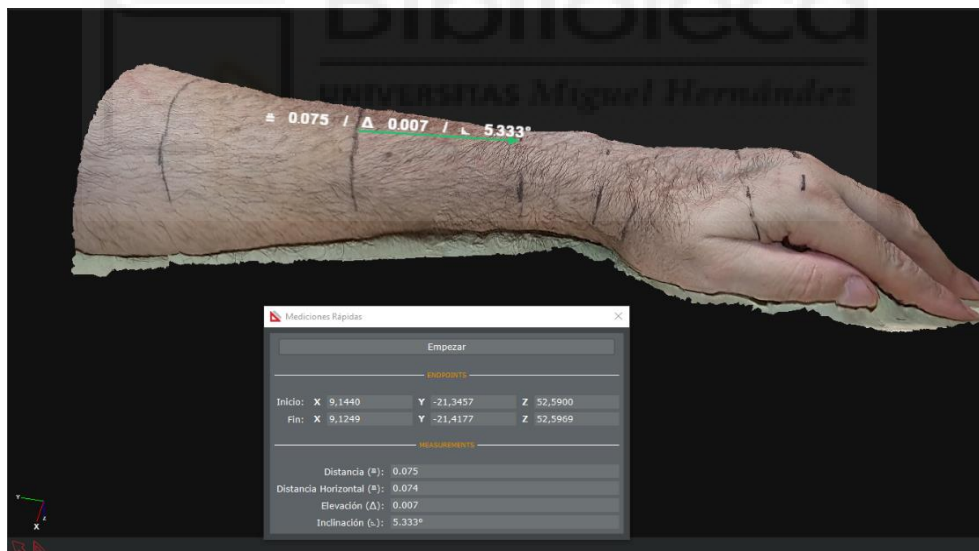 Biblioteca
UNIVERSITAS Miguel Hernández
≞ 0.075 / Δ 0.007 / ⦝ 5.333°
Mediciones Rápidas
Empezar
ENDPOINTS
Inicio: X 9,1440 Y -21,3457 Z 52,5900
Fin: X 9,1249 Y -21,4177 Z 52,5969
MEASUREMENTS
Distancia (≞): 0.075
Distancia Horizontal (≞): 0.074
Elevación (Δ): 0.007
Inclinación (⦝): 5.333°
Y
Z
X